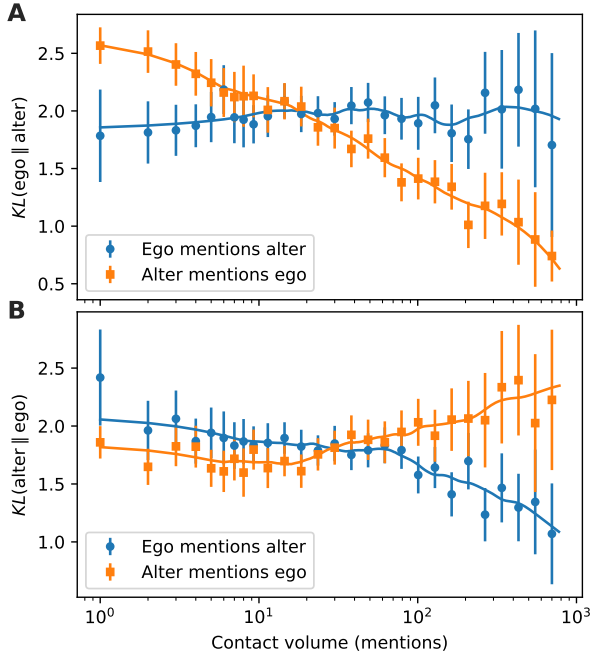 A
KL(ego ∥ alter)
2.5
2.0
1.5
1.0
0.5
Ego mentions alter
Alter mentions ego
B
KL(alter ∥ ego)
2.5
2.0
1.5
1.0
Ego mentions alter
Alter mentions ego
10⁰ 10¹ 10² 10³
Contact volume (mentions)